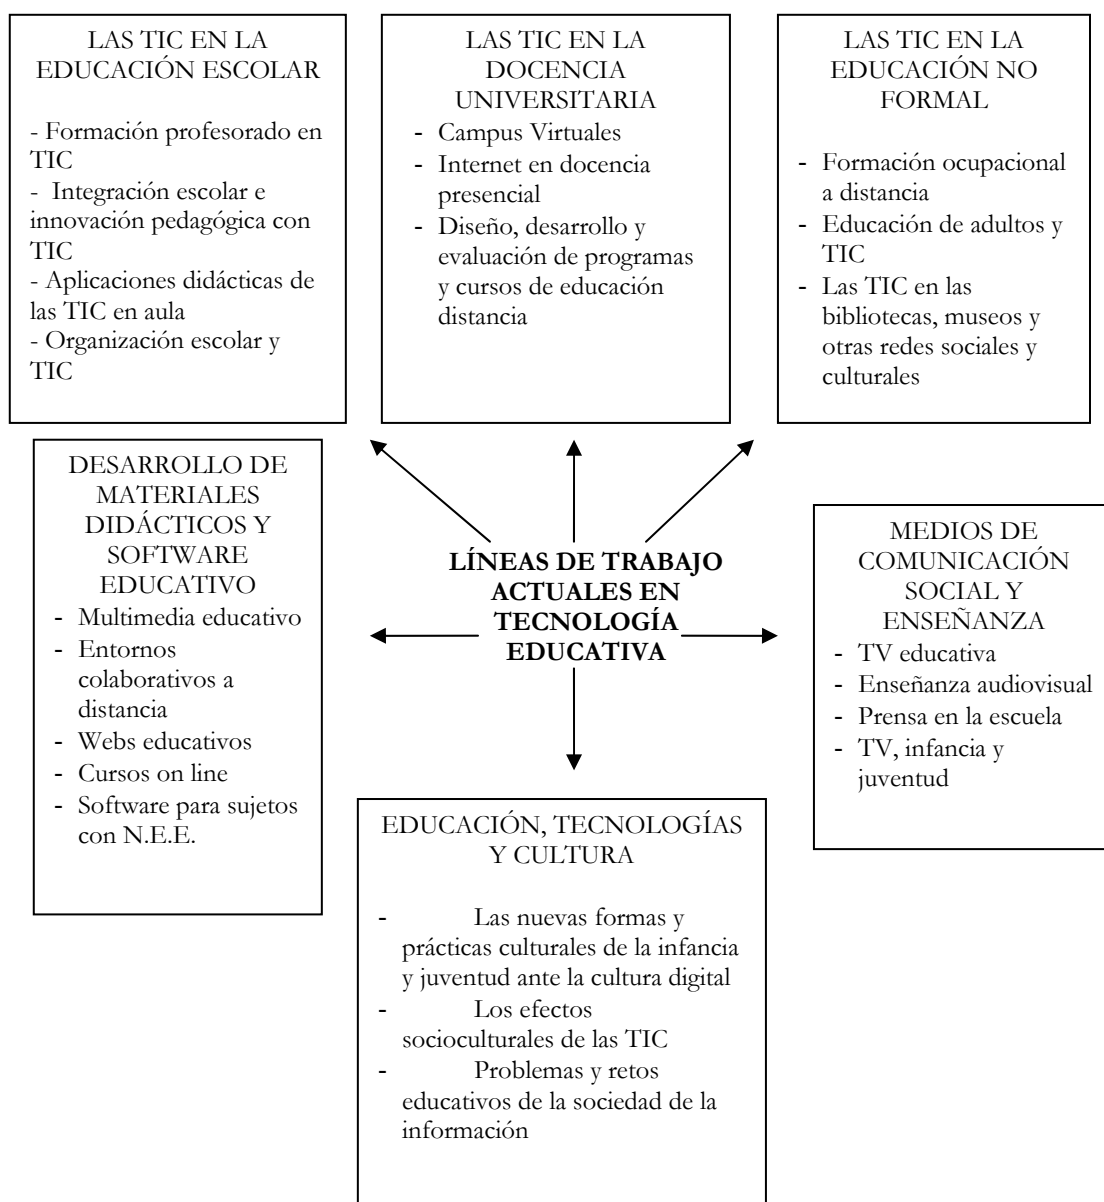 LAS TIC EN LA
EDUCACIÓN ESCOLAR
- Formación profesorado en
TIC
- Integración escolar e
innovación pedagógica con
TIC
- Aplicaciones didácticas de
las TIC en aula
- Organización escolar y
TIC
LAS TIC EN LA
DOCENCIA
UNIVERSITARIA
- Campus Virtuales
- Internet en docencia
presencial
- Diseño, desarrollo y
evaluación de programas
y cursos de educación
distancia
LAS TIC EN LA
EDUCACIÓN NO
FORMAL
- Formación ocupacional
a distancia
- Educación de adultos y
TIC
- Las TIC en las
bibliotecas, museos y
otras redes sociales y
culturales
DESARROLLO DE
MATERIALES
DIDÁCTICOS Y
SOFTWARE
EDUCATIVO
- Multimedia educativo
- Entornos
colaborativos a
distancia
- Webs educativos
- Cursos on line
- Software para sujetos
con N.E.E.
LÍNEAS DE TRABAJO
ACTUALES EN
TECNOLOGÍA
EDUCATIVA
MEDIOS DE
COMUNICACIÓN
SOCIAL Y
ENSEÑANZA
- TV educativa
- Enseñanza audiovisual
- Prensa en la escuela
- TV, infancia y
juventud
EDUCACIÓN, TECNOLOGÍAS
Y CULTURA
- Las nuevas formas y
prácticas culturales de la infancia
y juventud ante la cultura digital
- Los efectos
socioculturales de las TIC
- Problemas y retos
educativos de la sociedad de la
información